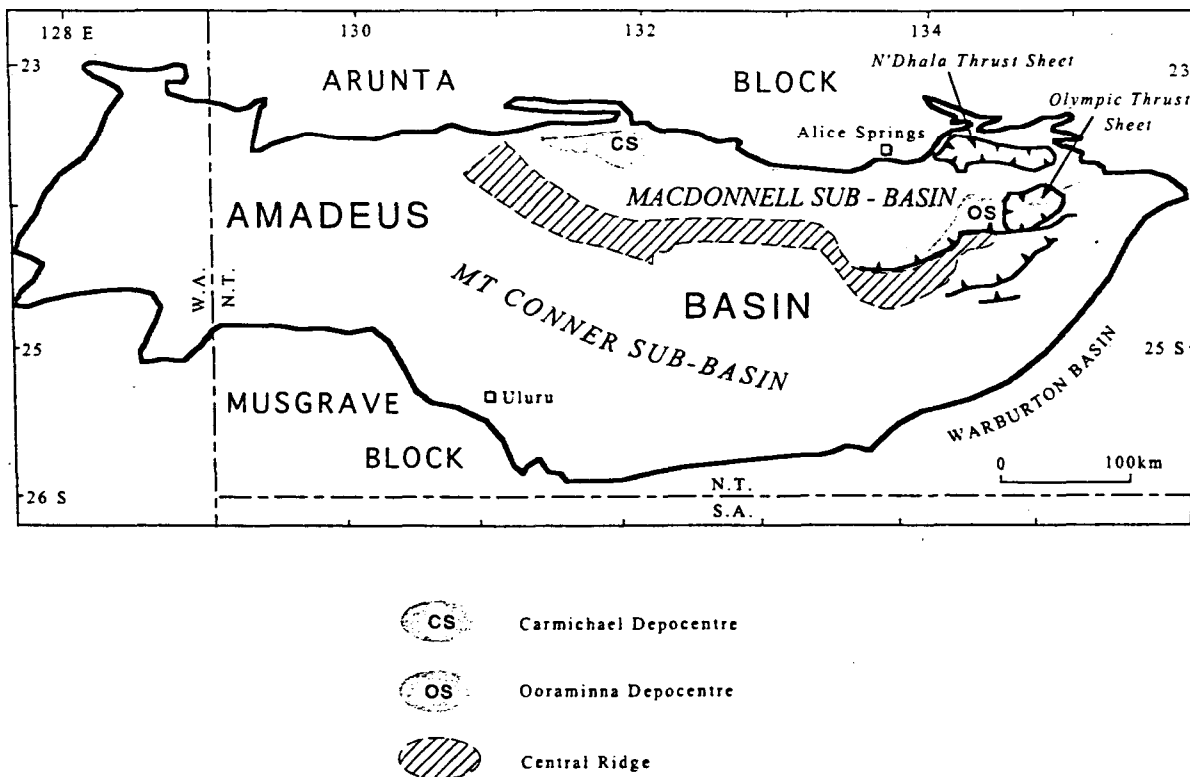 128 E 130 132 134
23 ARUNTA BLOCK N'Dhala Thrust Sheet 23
Olympic Thrust
Sheet
Alice Springs
CS
MACDONNELL SUB - BASIN
AMADEUS
OS
W.A.
N.T.
MT CONNER SUB-BASIN
BASIN
25 25 S
WARBURTON BASIN
MUSGRAVE
BLOCK
Uluru
0 100km
26 S
N.T.
S.A.
CS Carmichael Depocentre
OS Ooraminna Depocentre
Central Ridge